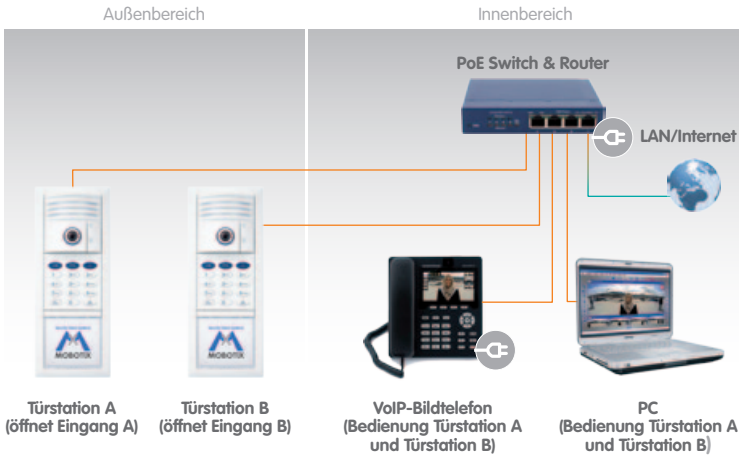 Außenbereich
Innenbereich
PoE Switch & Router
LAN/Internet
MOBOTIX
MOBOTIX
Türstation A
(öffnet Eingang A)
Türstation B
(öffnet Eingang B)
VoIP-Bildtelefon
(Bedienung Türstation A
und Türstation B)
PC
(Bedienung Türstation A
und Türstation B)